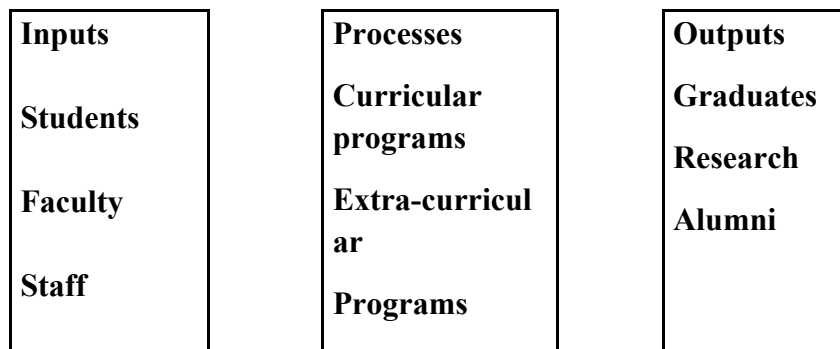 Inputs
Students
Faculty
Staff
Processes
Curricular
programs
Extra-curricul
ar
Programs
Outputs
Graduates
Research
Alumni